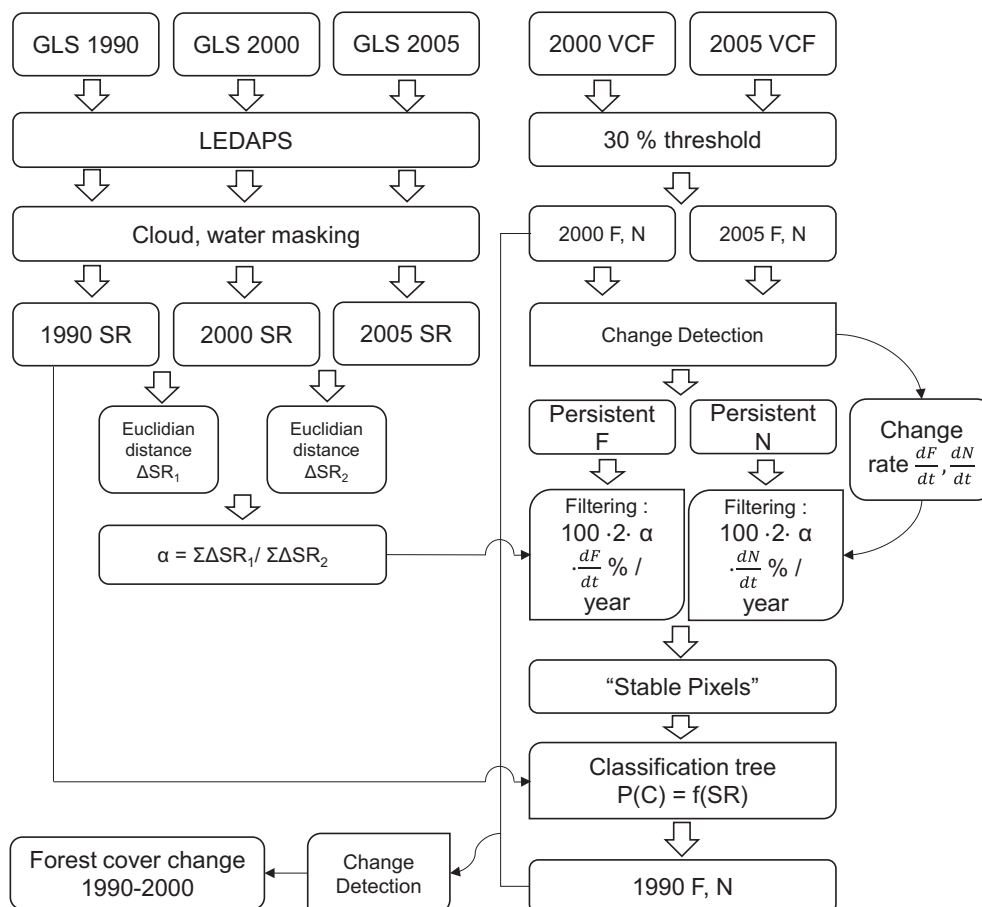 GLS 1990
GLS 2000
GLS 2005
2000 VCF
2005 VCF
LEDAPS
30 % threshold
Cloud, water masking
2000 F, N
2005 F, N
1990 SR
2000 SR
2005 SR
Change Detection
Euclidian
distance
ΔSR₁
Euclidian
distance
ΔSR₂
Persistent
F
Persistent
N
Change
rate dF/dt, dN/dt
α = ΣΔSR₁/ ΣΔSR₂
Filtering :
100 ·2· α
·dF/dt % /
year
Filtering :
100 ·2· α
·dN/dt % /
year
“Stable Pixels”
Classification tree
P(C) = f(SR)
Forest cover change
1990-2000
Change
Detection
1990 F, N